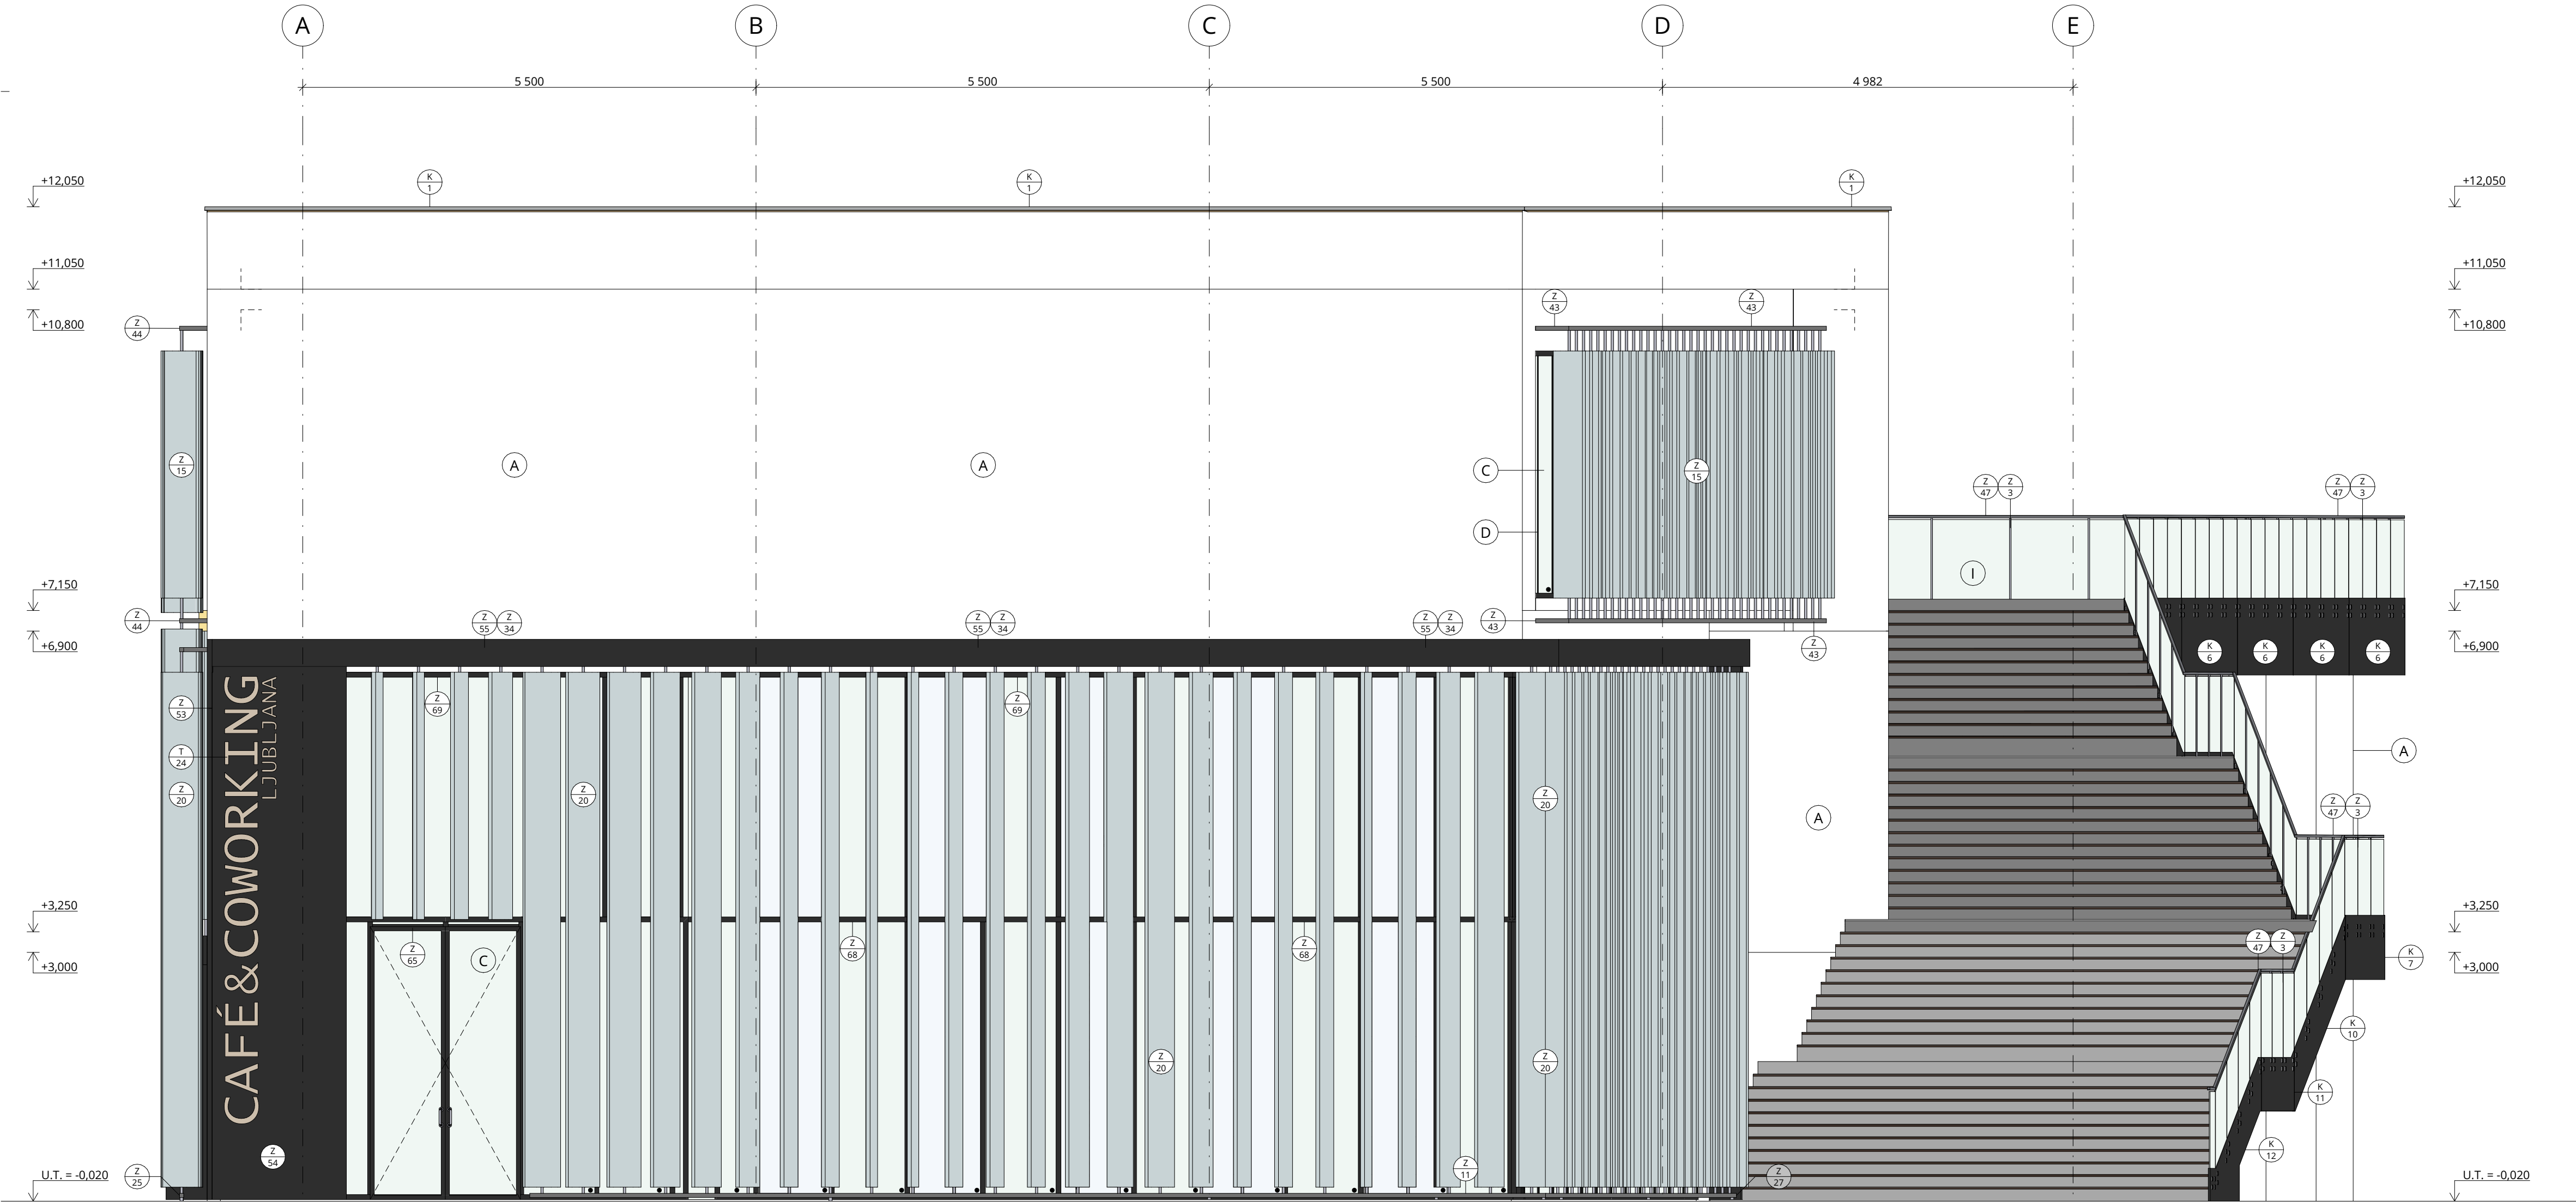 A B C D E
5 500 5 500 5 500 4 982
+12,050 K 1 K 1 K 1 +12,050
+11,050 +11,050
Z 43 Z 43
+10,800 Z 44 +10,800
Z 15 A A C Z 15
Z 47 Z 3 Z 47 Z 3
D
I
+7,150 +7,150
Z 44 Z 55 Z 34 Z 55 Z 34 Z 55 Z 34 Z 43
+6,900 Z 43 K 6 K 6 K 6 K 6 +6,900
Z 53 Z 69 Z 69
CAFÉ&COWORKING
LJUBLJANA
T 24 A
Z 20 Z 20 Z 20
Z 47 Z 3
A
+3,250 +3,250
Z 65 C Z 68 Z 68 Z 47 Z 3 K 7
+3,000 +3,000
K 10
Z 20 Z 20
K 11
Z 54 K 12
U.T. = -0,020 Z 25 Z 11 Z 27 U.T. = -0,020